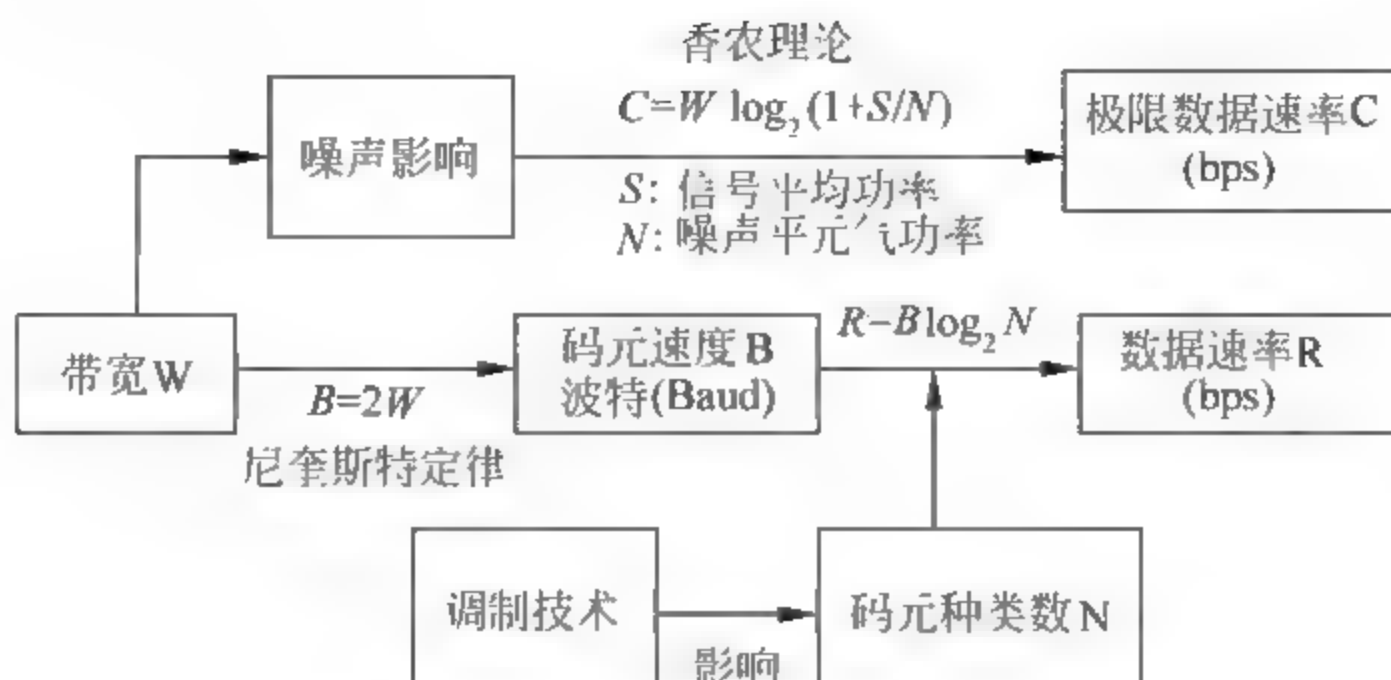 香农理论
C=W log₂(1+S/N)
噪声影响
极限数据速率C
(bps)
S: 信号平均功率
N: 噪声平 功率
带宽W
B=2W
尼奎斯特定律
码元速度B
波特(Baud)
R-Blog₂N
数据速率R
(bps)
调制技术
影响
码元种类数N